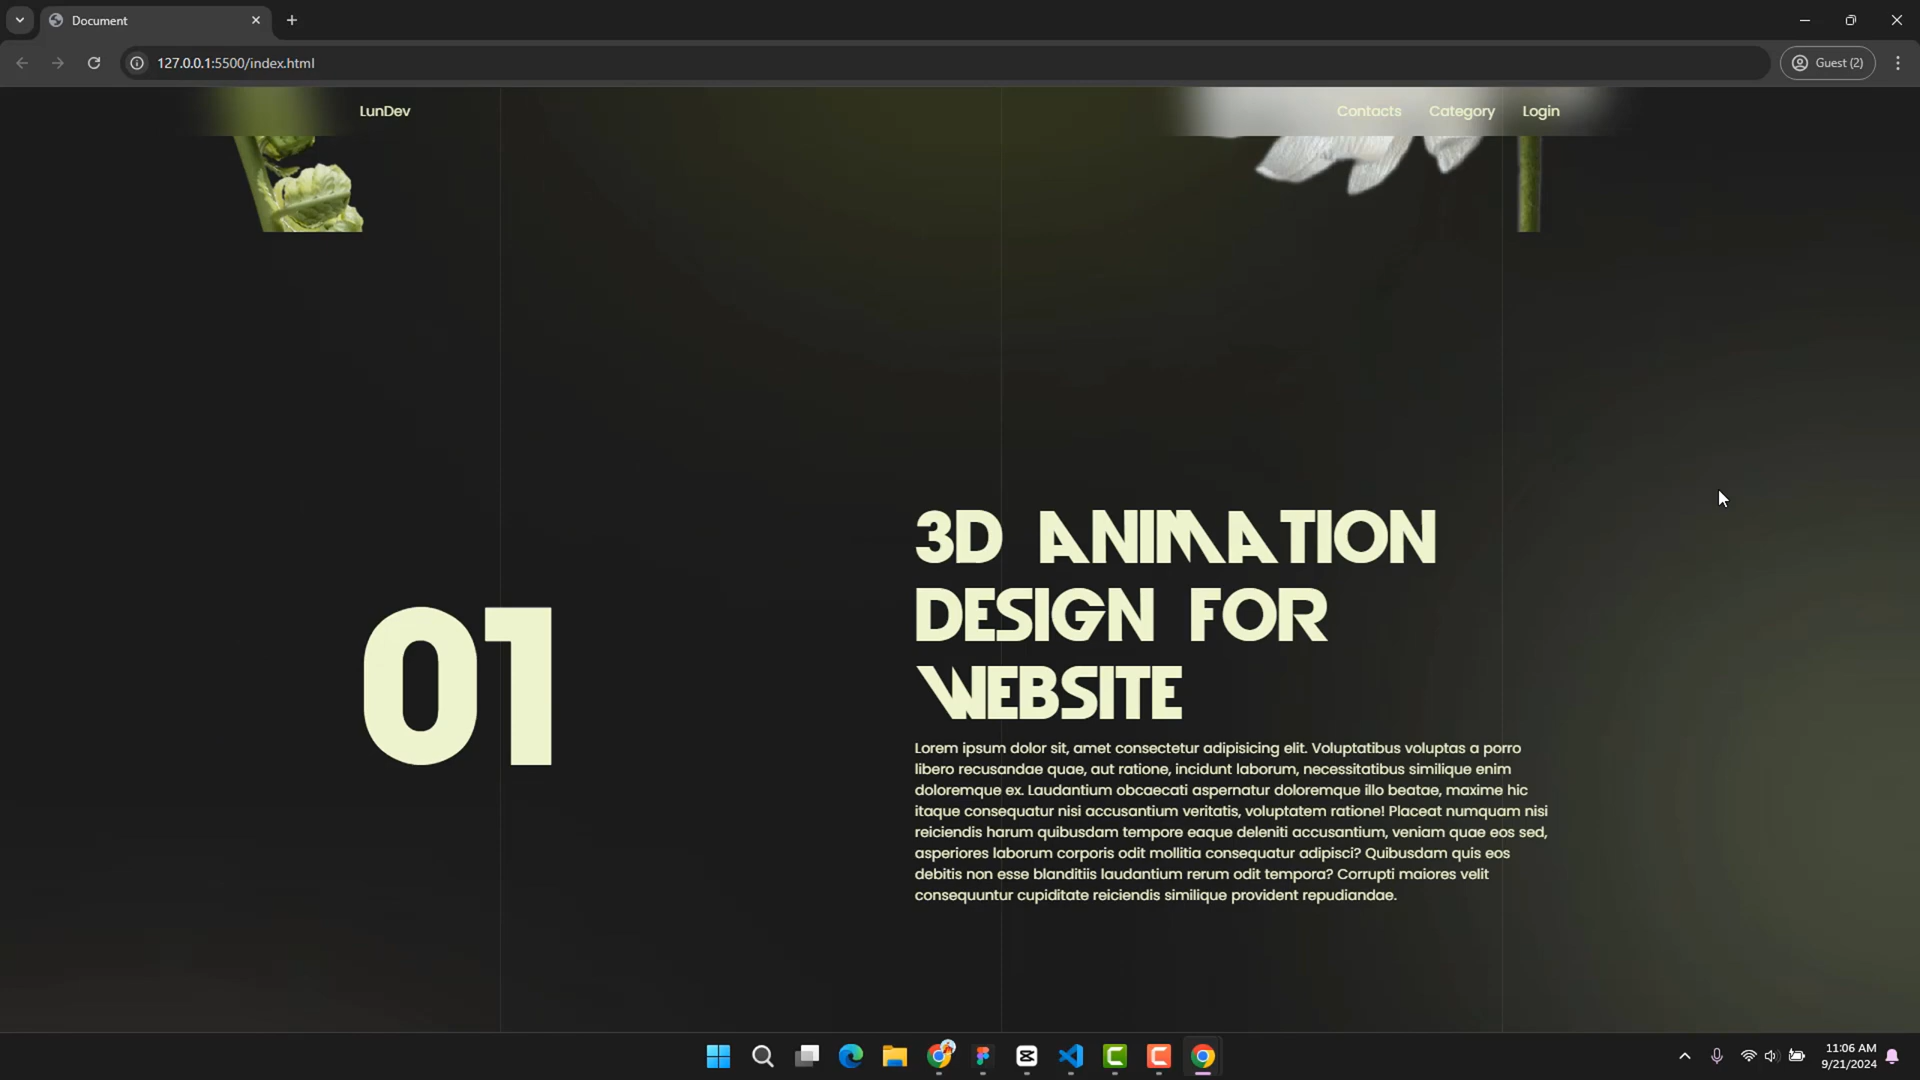 Document
127.0.0.1:5500/index.html
Guest (2)
LunDev
Contacts Category Login
01
3D ANIMATION
DESIGN FOR
WEBSITE
Lorem ipsum dolor sit, amet consectetur adipisicing elit. Voluptatibus voluptas a porro
libero recusandae quae, aut ratione, incidunt laborum, necessitatibus similique enim
doloremque ex. Laudantium obcaecati aspernatur doloremque illo beatae, maxime hic
itaque consequatur nisi accusantium veritatis, voluptatem ratione! Placeat numquam nisi
reiciendis harum quibusdam tempore eaque deleniti accusantium, veniam quae eos sed,
asperiores laborum corporis odit mollitia consequatur adipisci? Quibusdam quis eos
debitis non esse blanditiis laudantium rerum odit tempora? Corrupti maiores velit
consequuntur cupiditate reiciendis similique provident repudiandae.
11:06 AM
9/21/2024